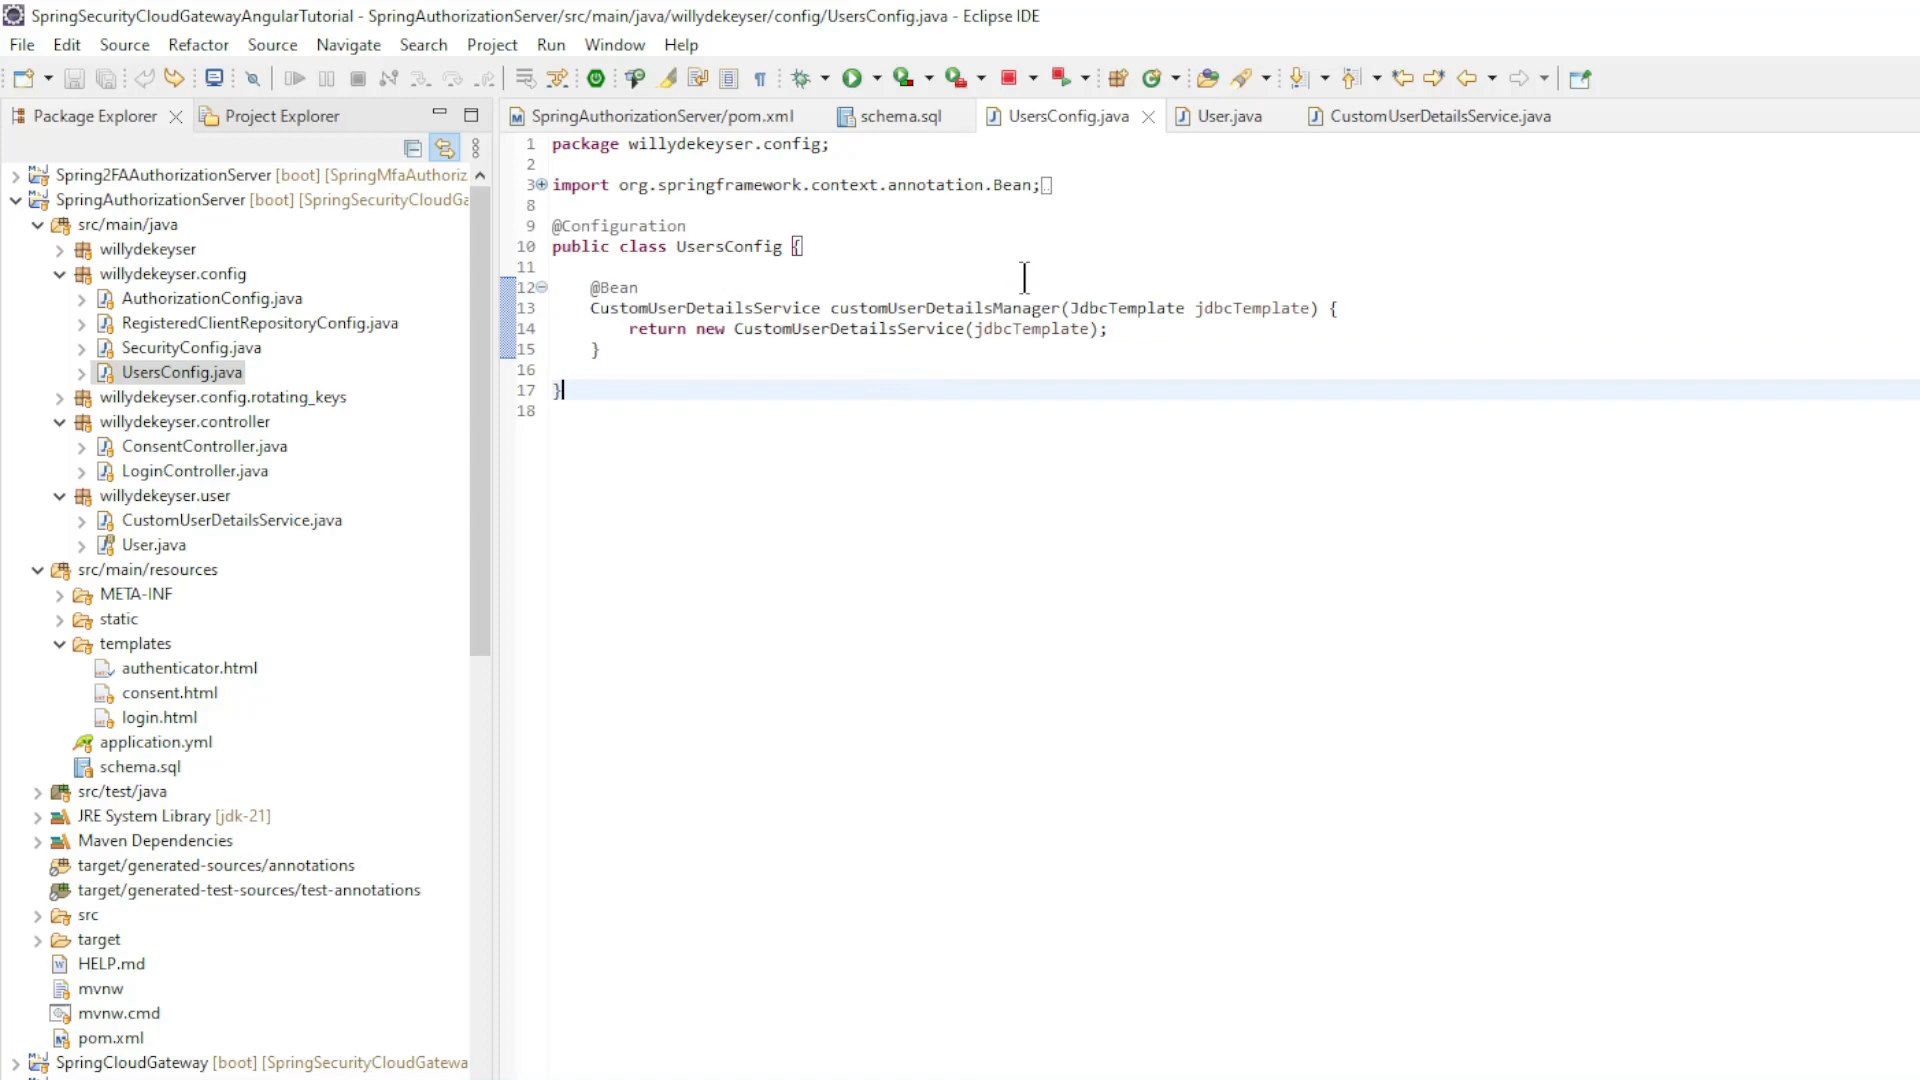 SpringSecurityCloudGatewayAngularTutorial - SpringAuthorizationServer/src/main/java/willydekeyser/config/UsersConfig.java - Eclipse IDE
File Edit Source Refactor Source Navigate Search Project Run Window Help
Package Explorer Project Explorer
SpringAuthorizationServer/pom.xml schema.sql UsersConfig.java User.java CustomUserDetailsService.java
Spring2FAAuthorizationServer [boot] [SpringMfaAuthoriz
SpringAuthorizationServer [boot] [SpringSecurityCloudGa
src/main/java
willydekeyser
willydekeyser.config
AuthorizationConfig.java
RegisteredClientRepositoryConfig.java
SecurityConfig.java
UsersConfig.java
willydekeyser.config.rotating_keys
willydekeyser.controller
ConsentController.java
LoginController.java
willydekeyser.user
CustomUserDetailsService.java
User.java
src/main/resources
META-INF
static
templates
authenticator.html
consent.html
login.html
application.yml
schema.sql
src/test/java
JRE System Library [jdk-21]
Maven Dependencies
target/generated-sources/annotations
target/generated-test-sources/test-annotations
src
target
HELP.md
mvnw
mvnw.cmd
pom.xml
SpringCloudGateway [boot] [SpringSecurityCloudGatewa
1 package willydekeyser.config;
2
3 import org.springframework.context.annotation.Bean;
8
9 @Configuration
10 public class UsersConfig {
11
12 @Bean
13 CustomUserDetailsService customUserDetailsManager(JdbcTemplate jdbcTemplate) {
14 return new CustomUserDetailsService(jdbcTemplate);
15 }
16
17 }
18